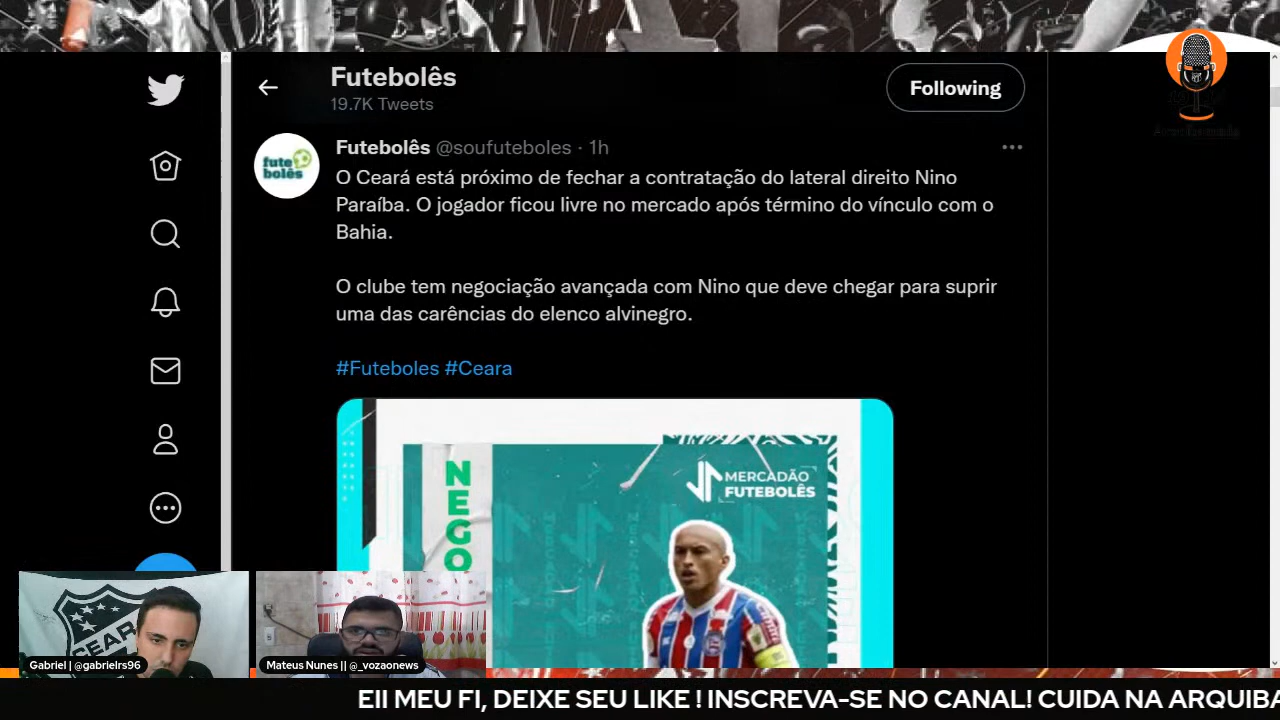 Futebolês
19.7K Tweets
Following
Futebolês @soufuteboles · 1h
O Ceará está próximo de fechar a contratação do lateral direito Nino
Paraíba. O jogador ficou livre no mercado após término do vínculo com o
Bahia.
O clube tem negociação avançada com Nino que deve chegar para suprir
uma das carências do elenco alvinegro.
#Futeboles #Ceara
fute
bolês
NEGO
MERCADÃO
FUTEBOLÊS
CEAR
Gabriel | @gabrielrs96
Mateus Nunes || @_vozaonews
EII MEU FI, DEIXE SEU LIKE ! INSCREVA-SE NO CANAL! CUIDA NA ARQUIBA